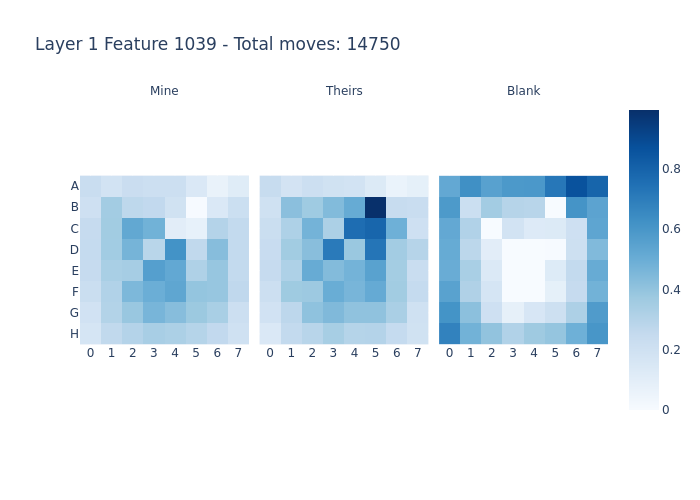 Layer 1 Feature 1039 - Total moves: 14750
Mine Theirs Blank
A
B
C
D
E
F
G
H
0 1 2 3 4 5 6 7 0 1 2 3 4 5 6 7 0 1 2 3 4 5 6 7
0.8
0.6
0.4
0.2
0